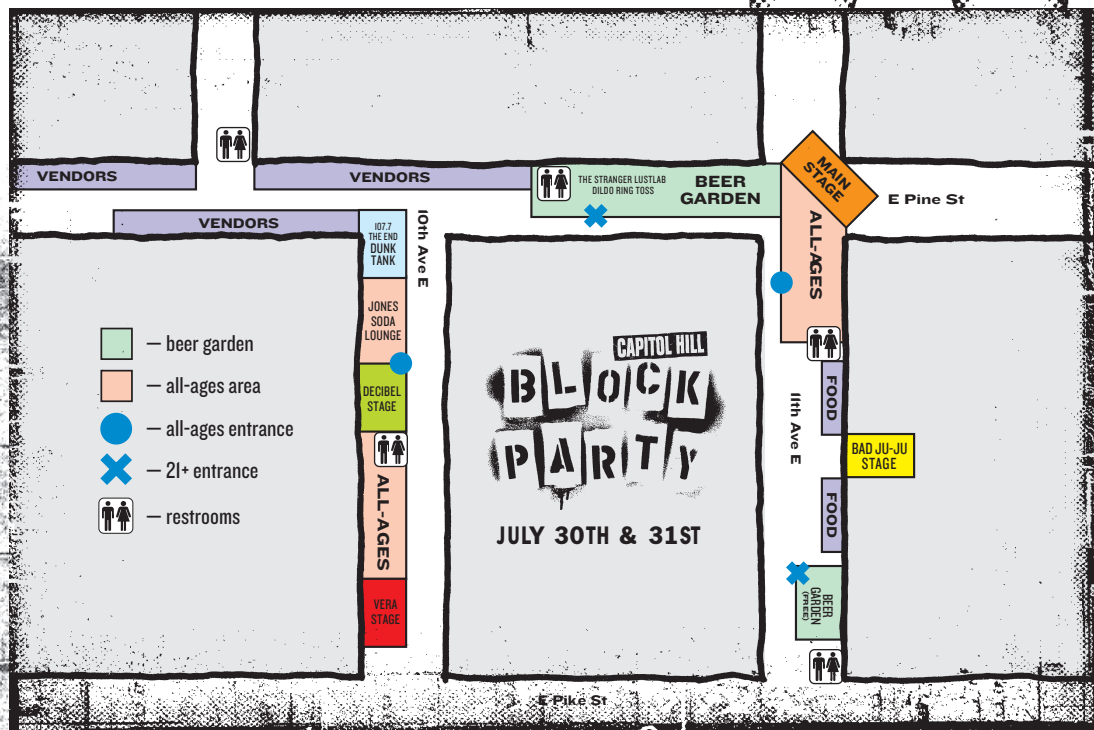 VENDORS
VENDORS
THE STRANGER LUSTLAB
DILDO RING TOSS
BEER
GARDEN
MAIN
STAGE
E Pine St
VENDORS
107.7
THE END
DUNK
TANK
10th Ave E
ALL-AGES
JONES
SODA
LOUNGE
DECIBEL
STAGE
ALL-AGES
VERA
STAGE
— beer garden
— all-ages area
— all-ages entrance
— 21+ entrance
— restrooms
CAPITOL HILL
BLOCK
PARTY
JULY 30TH & 31ST
11th Ave E
FOOD
BAD JU-JU
STAGE
FOOD
BEER
GARDEN
(FREE)
E Pike St